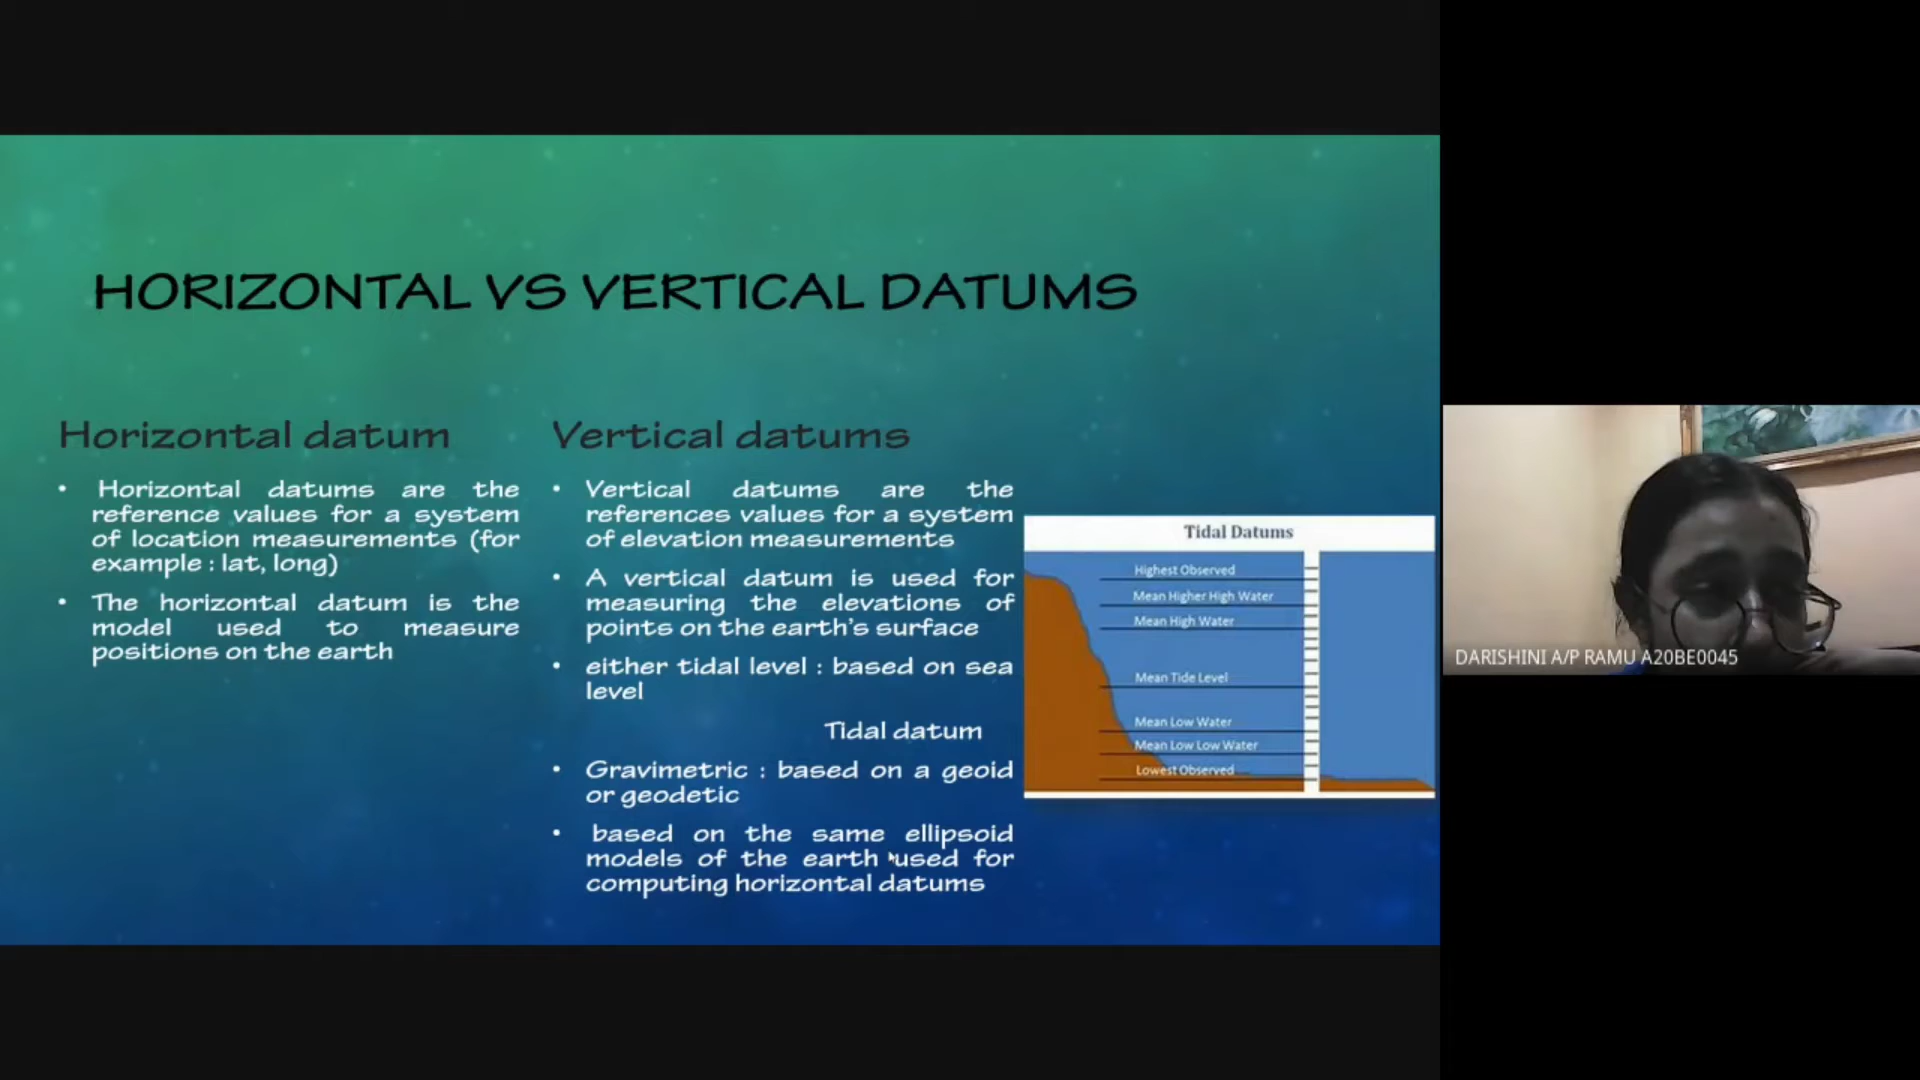 HORIZONTAL VS VERTICAL DATUMS
Horizontal datum
• Horizontal datums are the
reference values for a system
of location measurements (for
example : lat, long)
• The horizontal datum is the
model used to measure
positions on the earth
Vertical datums
• Vertical datums are the
references values for a system
of elevation measurements
• A vertical datum is used for
measuring the elevations of
points on the earth's surface
• either tidal level : based on sea
level
Tidal datum
• Gravimetric : based on a geoid
or geodetic
• based on the same ellipsoid
models of the earth used for
computing horizontal datums
Tidal Datums
Highest Observed
Mean Higher High Water
Mean High Water
Mean Tide Level
Mean Low Water
Mean Low Low Water
Lowest Observed
DARISHINI A/P RAMU A20BE0045